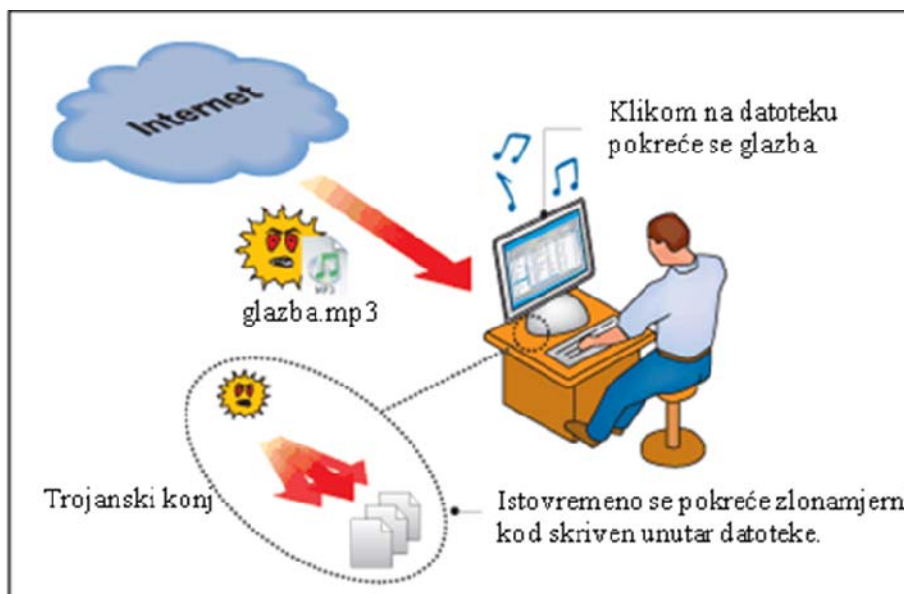 Internet
Klikom na datoteku
pokreće se glazba
MP3
glazba.mp3
Trojanski konj
Istovremeno se pokreće zlonamjern
kod skriven unutar datoteke.